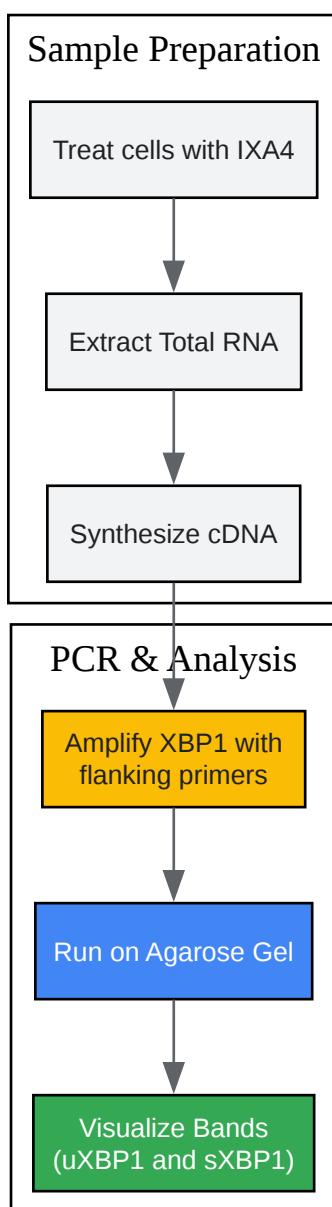 Sample Preparation
Treat cells with IXA4
Extract Total RNA
Synthesize cDNA
PCR & Analysis
Amplify XBP1 with
flanking primers
Run on Agarose Gel
Visualize Bands
(uXBP1 and sXBP1)